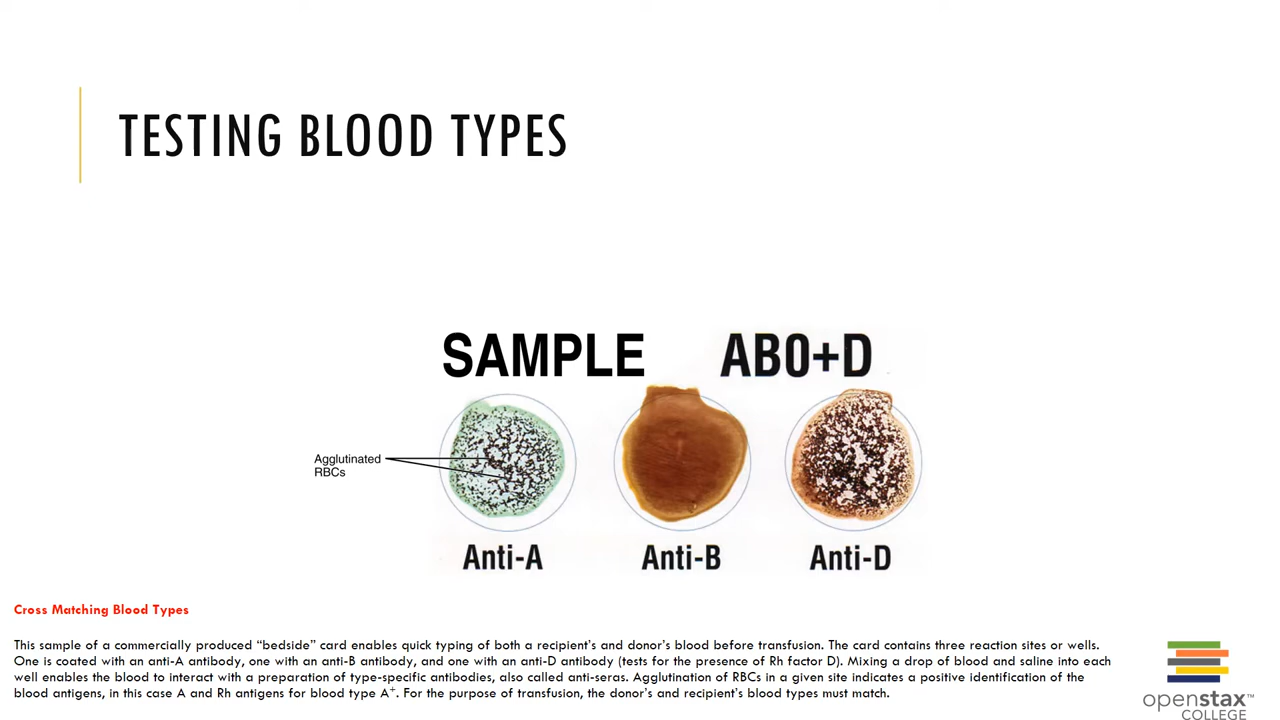 TESTING BLOOD TYPES
SAMPLE AB0+D
Agglutinated
RBCs
Anti-A Anti-B Anti-D
Cross Matching Blood Types
This sample of a commercially produced “bedside” card enables quick typing of both a recipient’s and donor’s blood before transfusion. The card contains three reaction sites or wells.
One is coated with an anti-A antibody, one with an anti-B antibody, and one with an anti-D antibody (tests for the presence of Rh factor D). Mixing a drop of blood and saline into each
well enables the blood to interact with a preparation of type-specific antibodies, also called anti-seras. Agglutination of RBCs in a given site indicates a positive identification of the
blood antigens, in this case A and Rh antigens for blood type A⁺. For the purpose of transfusion, the donor’s and recipient’s blood types must match.
openstax™
COLLEGE